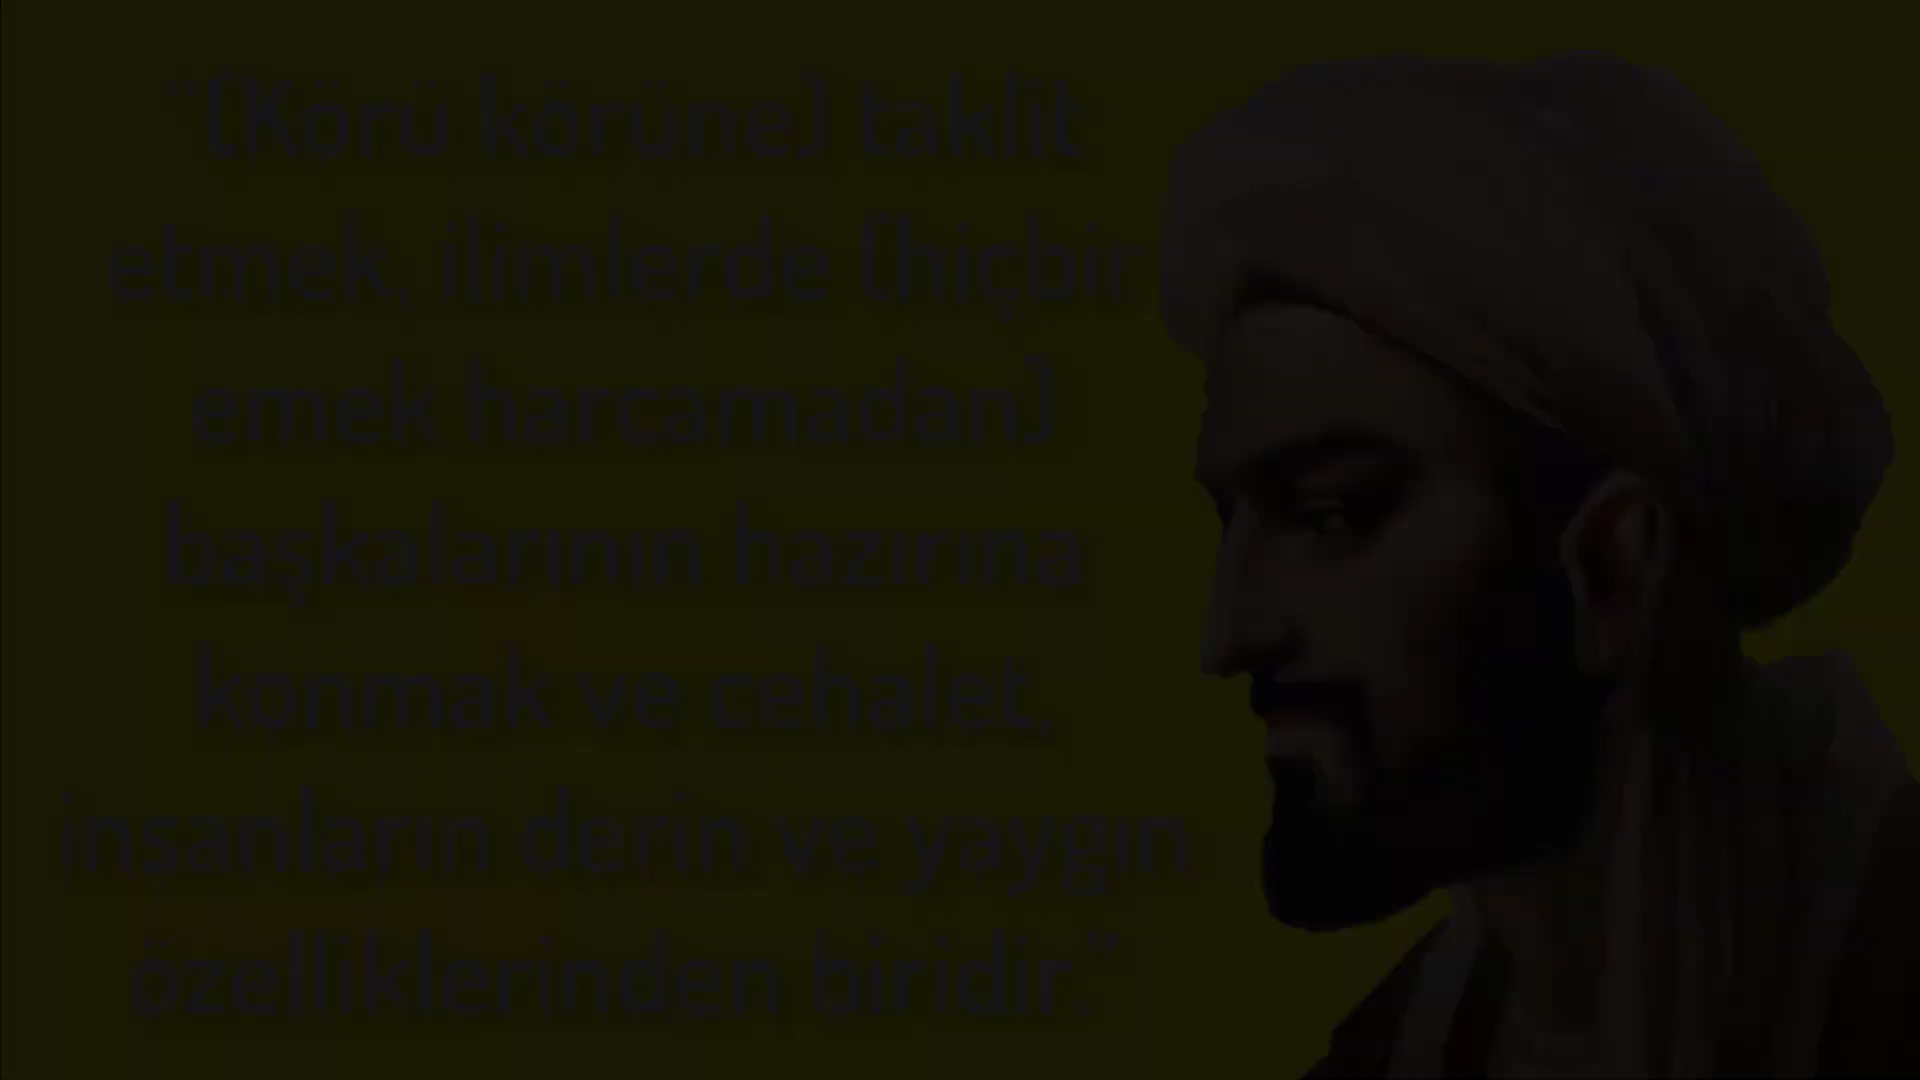 “(Körü körüne) taklit
etmek, ilimlerde (hiçbir
emek harcamadan)
başkalarının hazırına
konmak ve cehalet,
insanların derin ve yaygın
özelliklerinden biridir.”